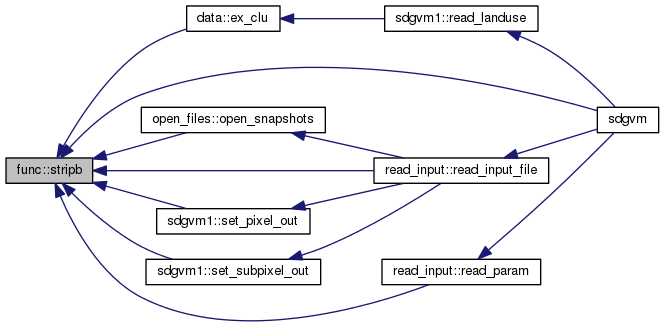 data::ex_clu
sdgvm1::read_landuse
open_files::open_snapshots
sdgvm
func::stripb
read_input::read_input_file
sdgvm1::set_pixel_out
sdgvm1::set_subpixel_out
read_input::read_param